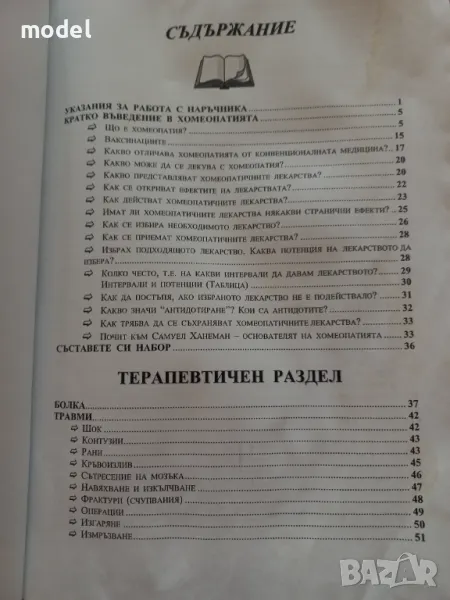 model
СЪДЪРЖАНИЕ
УКАЗАНИЯ ЗА РАБОТА С НАРЪЧНИКА 1
КРАТКО ВЪВЕДЕНИЕ В ХОМЕОПАТИЯТА 5
⇨ Що е хомеопатия? 5
⇨ Ваксинациите 15
⇨ Какво отличава хомеопатията от конвенционалната медицина?. 17
⇨ Какво може да се лекува с хомеопатия? 20
⇨ Какво представляват хомеопатичните лекарства? 20
⇨ Как се откриват ефектите на лекарствата? 22
⇨ Как действат хомеопатичните лекарства? 23
⇨ Имат ли хомеопатичните лекарства някакви странични ефекти? 25
⇨ Как се избира необходимото лекарство? 26
⇨ Как се приемат хомеопатичните лекарства? 28
⇨ Избрах подходящото лекарство. Каква потенция на лекарството да
избера? 28
⇨ Колко често, т.е. на какви интервали да давам лекарството? 29
Интервали и потенции (Таблица) 30
⇨ Как да постъпя, ако избраното лекарство не е подействало? 31
⇨ Какво значи "антидотиране"? Кои са антидотите? 32
⇨ Как трябва да се съхраняват хомеопатичните лекарства? 33
⇨ Почит към Самуел Ханеман – основателят на хомеопатията 33
СЪСТАВЕТЕ СИ НАБОР 36
ТЕРАПЕВТИЧЕН РАЗДЕЛ
БОЛКА 37
ТРАВМИ 42
⇨ Шок 42
⇨ Контузии 43
⇨ Рани 43
⇨ Кръвоизлив 45
⇨ Сътресение на мозъка 46
⇨ Навяхване и изкълчване 47
⇨ Фрактури (счупвания) 48
⇨ Операции 49
⇨ Изгаряне 50
⇨ Измръзване 51
BAZAR